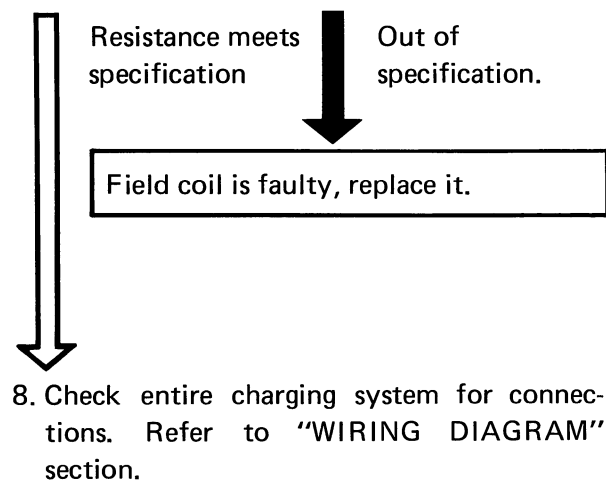 Resistance meets
specification
Out of
specification.
Field coil is faulty, replace it.
8. Check entire charging system for connec-
tions. Refer to “WIRING DIAGRAM”
section.